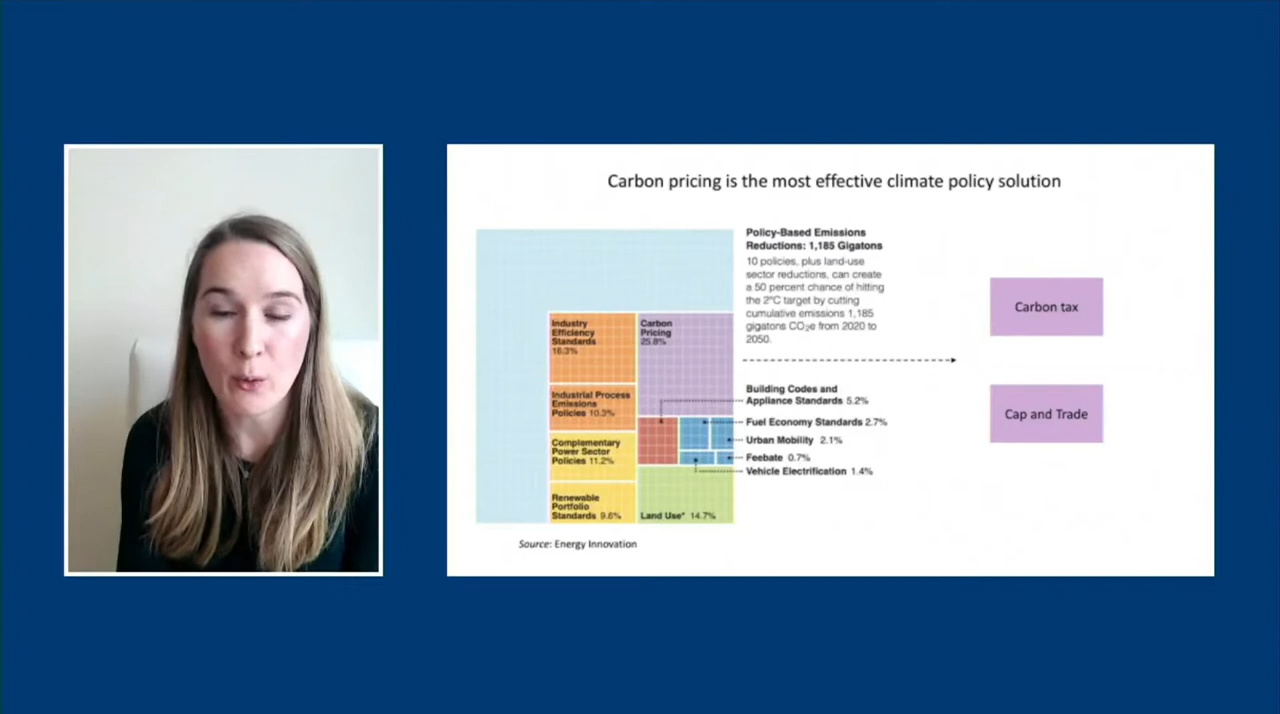 Carbon pricing is the most effective climate policy solution
Policy-Based Emissions
Reductions: 1,185 Gigatons
10 policies, plus land-use
sector reductions, can create
a 50 percent chance of hitting
the 2°C target by cutting
cumulative emissions 1,185
gigatons CO₂e from 2020 to
2050.
Industry
Efficiency
Standards
16.3%
Carbon
Pricing
25.8%
Industrial Process
Emissions
Policies 10.3%
Complementary
Power Sector
Policies 11.2%
Renewable
Portfolio
Standards 9.6%
Land Use* 14.7%
Building Codes and
Appliance Standards 5.2%
Fuel Economy Standards 2.7%
Urban Mobility 2.1%
Feebate 0.7%
Vehicle Electrification 1.4%
Carbon tax
Cap and Trade
Source: Energy Innovation